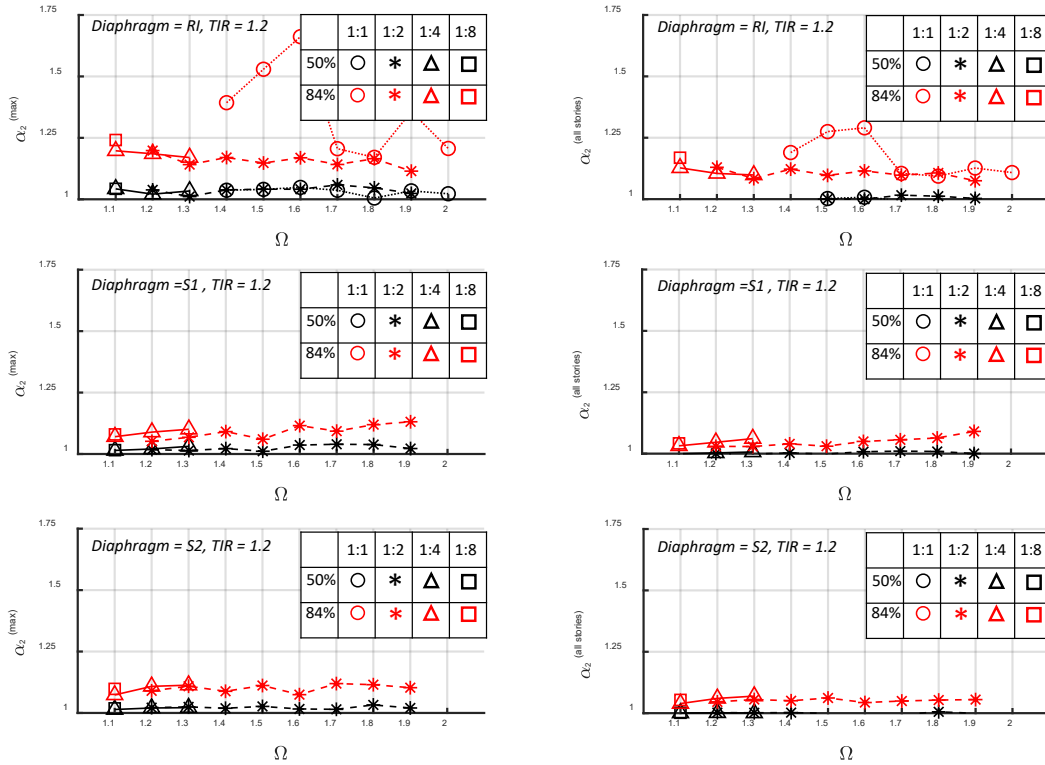 Diaphragm = RI, TIR = 1.2
1:1 1:2 1:4 1:8
50%
84%
1.75
1.5
1.25
1
α2 (max)
1.1 1.2 1.3 1.4 1.5 1.6 1.7 1.8 1.9 2
Ω
Diaphragm = RI, TIR = 1.2
1:1 1:2 1:4 1:8
50%
84%
1.75
1.5
1.25
1
α2 (all stories)
1.1 1.2 1.3 1.4 1.5 1.6 1.7 1.8 1.9 2
Ω
Diaphragm =S1 , TIR = 1.2
1:1 1:2 1:4 1:8
50%
84%
1.75
1.5
1.25
1
α2 (max)
1.1 1.2 1.3 1.4 1.5 1.6 1.7 1.8 1.9 2
Ω
Diaphragm =S1 , TIR = 1.2
1:1 1:2 1:4 1:8
50%
84%
1.75
1.5
1.25
1
α2 (all stories)
1.1 1.2 1.3 1.4 1.5 1.6 1.7 1.8 1.9 2
Ω
Diaphragm = S2, TIR = 1.2
1:1 1:2 1:4 1:8
50%
84%
1.75
1.5
1.25
1
α2 (max)
1.1 1.2 1.3 1.4 1.5 1.6 1.7 1.8 1.9 2
Ω
Diaphragm = S2, TIR = 1.2
1:1 1:2 1:4 1:8
50%
84%
1.75
1.5
1.25
1
α2 (all stories)
1.1 1.2 1.3 1.4 1.5 1.6 1.7 1.8 1.9 2
Ω